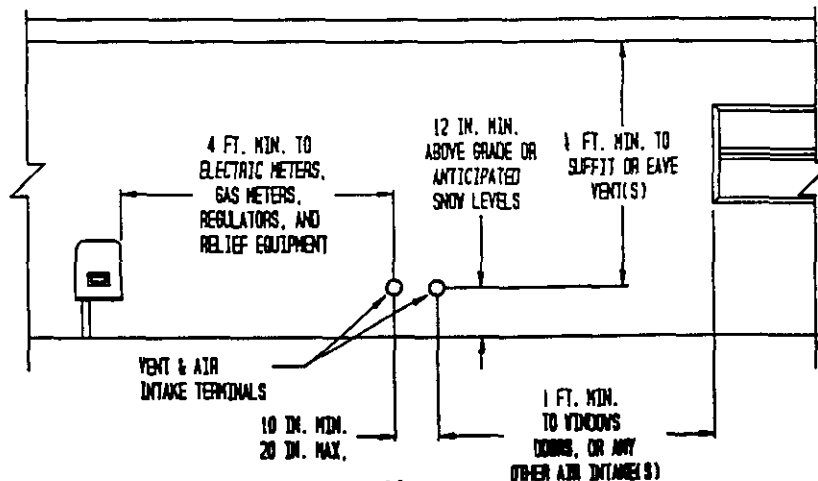 4 FT. MIN. TO
ELECTRIC METERS,
GAS METERS,
REGULATORS, AND
RELIEF EQUIPMENT
12 IN. MIN.
ABOVE GRADE OR
ANTICIPATED
SNOW LEVELS
1 FT. MIN. TO
SUFFIT OR EAVE
VENT(S)
VENT & AIR
INTAKE TERMINALS
10 IN. MIN.
20 IN. MAX.
1 FT. MIN.
TO WINDOWS
DOORS, OR ANY
OTHER AIR INTAKE(S)